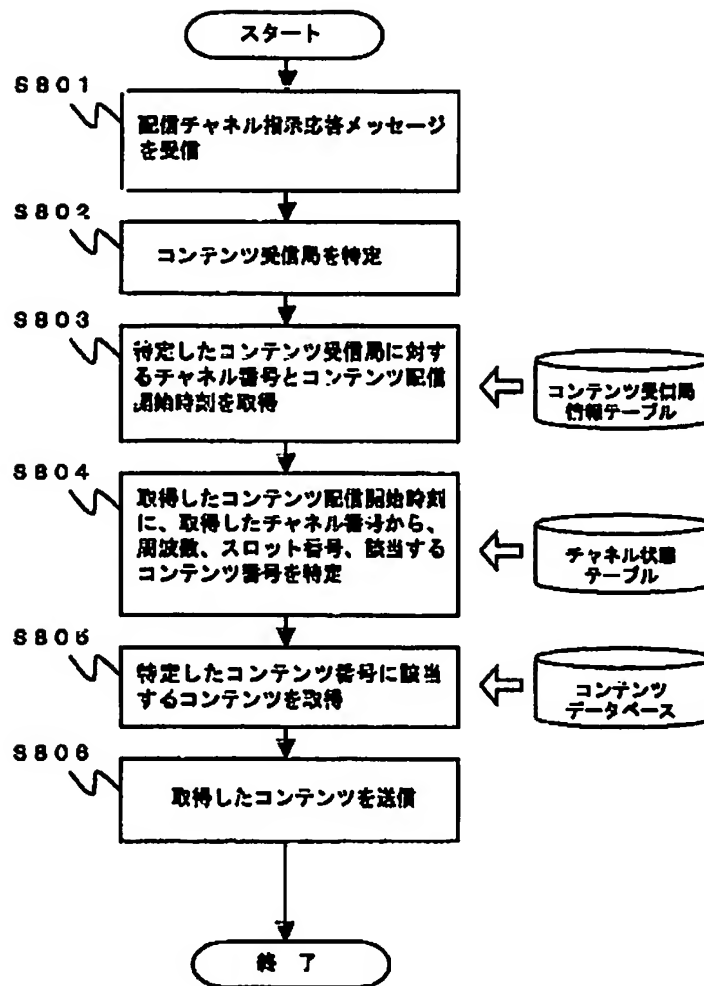 スタート
S801
配信チャネル指示応答メッセージ
を受信
S802
コンテンツ受信局を特定
S803
特定したコンテンツ受信局に対す
るチャネル番号とコンテンツ配信
開始時刻を取得
コンテンツ受信局
情報テーブル
S804
取得したコンテンツ配信開始時刻
に、取得したチャネル番号から、
周波数、スロット番号、該当する
コンテンツ番号を特定
チャネル状態
テーブル
S805
特定したコンテンツ番号に該当
するコンテンツを取得
コンテンツ
データベース
S806
取得したコンテンツを送信
終 了